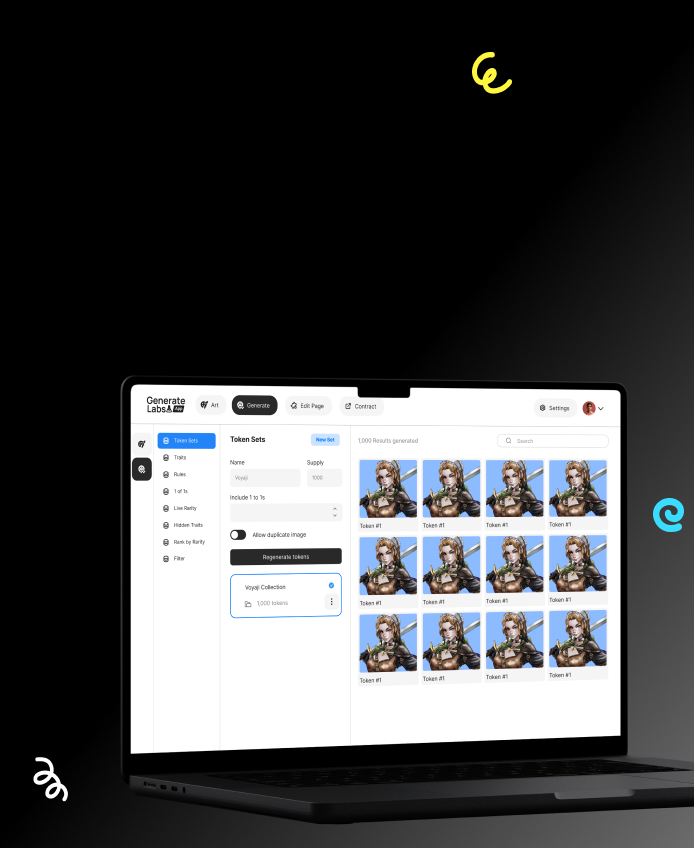 Generate
Labs App
Art
Generate
Edit Page
Contract
Settings
Token Sets
Traits
Rules
1 of 1s
Live Rarity
Hidden Traits
Rank by Rarity
Filter
Token Sets
New Set
Name
Supply
Voyaji
1000
Include 1 to 1s
Allow duplicate image
Regenerate tokens
Voyaji Collection
1,000 tokens
1,000 Results generated
Search
Token #1
Token #1
Token #1
Token #1
Token #1
Token #1
Token #1
Token #1
Token #1
Token #1
Token #1
Token #1